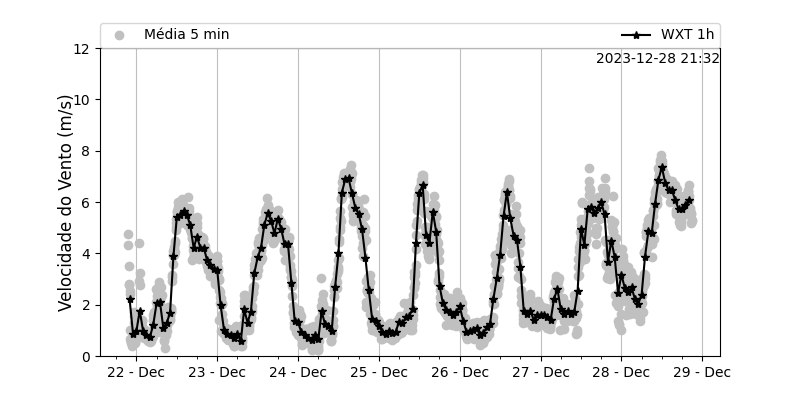 Média 5 min
WXT 1h
2023-12-28 21:32
Velocidade do Vento (m/s)
12
10
8
6
4
2
0
22 - Dec
23 - Dec
24 - Dec
25 - Dec
26 - Dec
27 - Dec
28 - Dec
29 - Dec